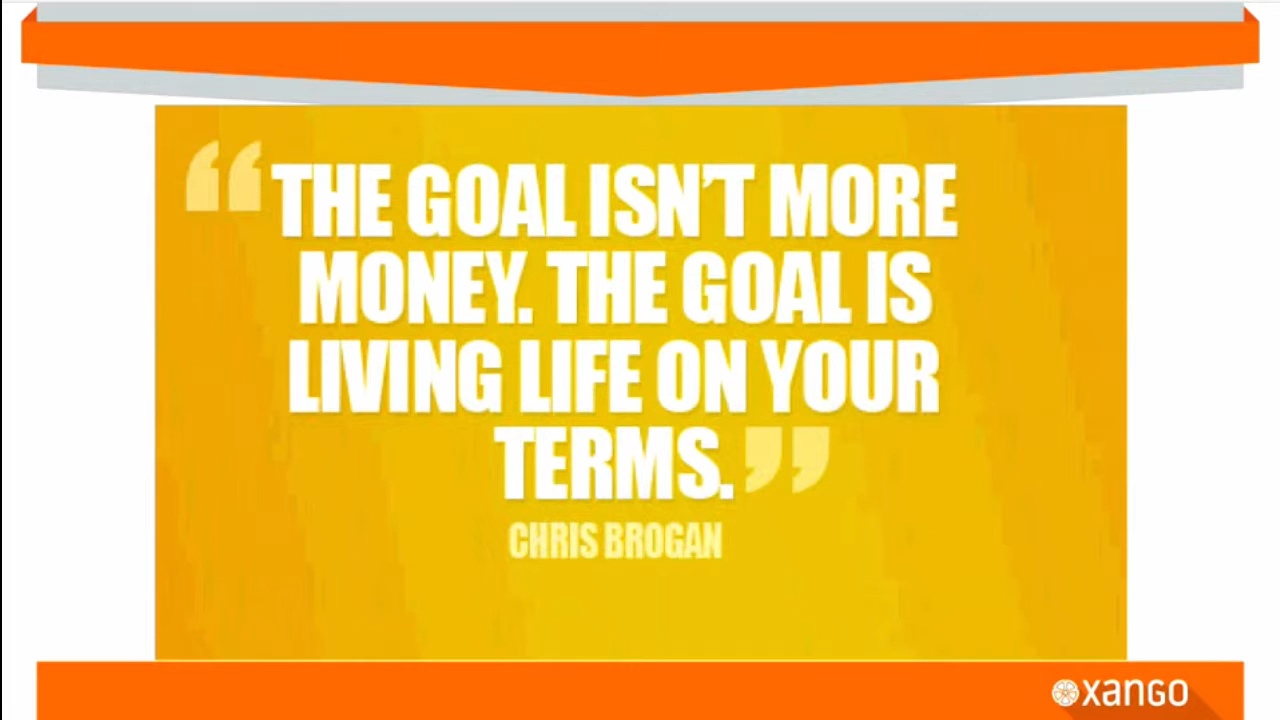 “THE GOAL ISN’T MORE
MONEY. THE GOAL IS
LIVING LIFE ON YOUR
TERMS.”
CHRIS BROGAN
xango